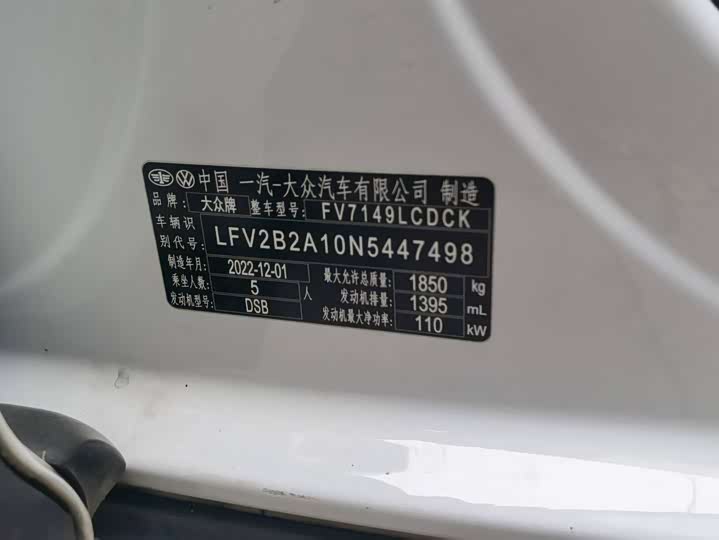 中国 一汽-大众汽车有限公司 制造
品牌: 大众牌 整车型号: FV7149LCDCK
车辆识别代号: LFV2B2A10N5447498
制造年月: 2022-12-01 最大允许总质量: 1850 kg
乘坐人数: 5 人 发动机排量: 1395 mL
发动机型号: DSB 发动机最大净功率: 110 kW